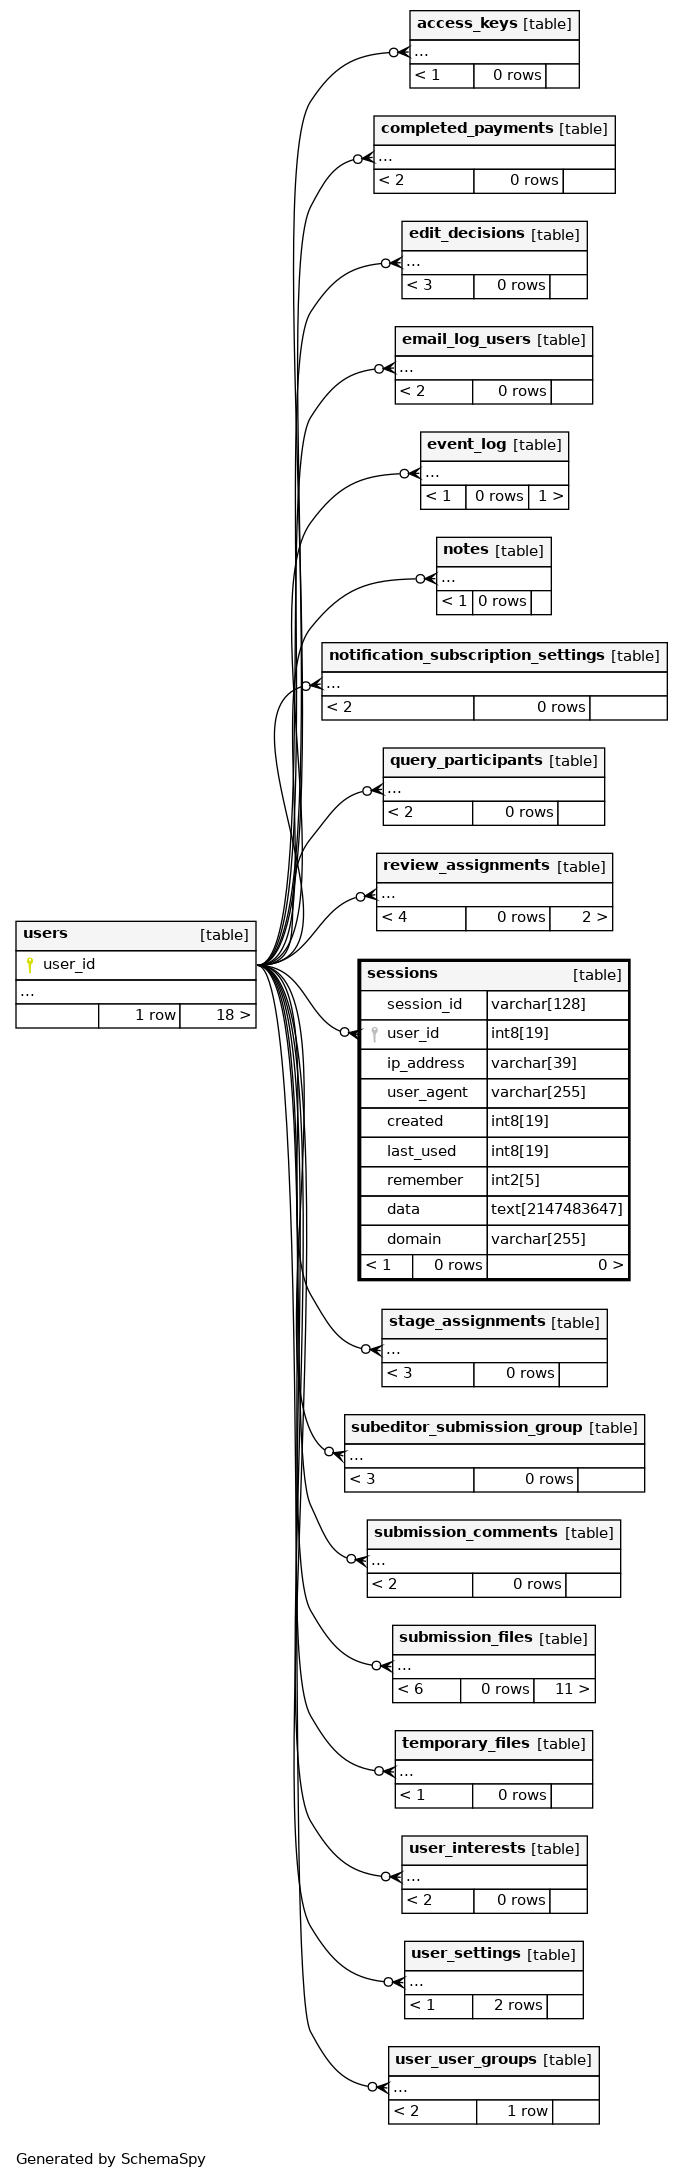 access_keys [table]
...
< 1 0 rows
completed_payments [table]
...
< 2 0 rows
edit_decisions [table]
...
< 3 0 rows
email_log_users [table]
...
< 2 0 rows
event_log [table]
...
< 1 0 rows 1 >
notes [table]
...
< 1 0 rows
notification_subscription_settings [table]
...
< 2 0 rows
query_participants [table]
...
< 2 0 rows
review_assignments [table]
...
< 4 0 rows 2 >
users [table]
user_id
...
1 row 18 >
sessions [table]
session_id varchar[128]
user_id int8[19]
ip_address varchar[39]
user_agent varchar[255]
created int8[19]
last_used int8[19]
remember int2[5]
data text[2147483647]
domain varchar[255]
< 1 0 rows 0 >
stage_assignments [table]
...
< 3 0 rows
subeditor_submission_group [table]
...
< 3 0 rows
submission_comments [table]
...
< 2 0 rows
submission_files [table]
...
< 6 0 rows 11 >
temporary_files [table]
...
< 1 0 rows
user_interests [table]
...
< 2 0 rows
user_settings [table]
...
< 1 2 rows
user_user_groups [table]
...
< 2 1 row
Generated by SchemaSpy